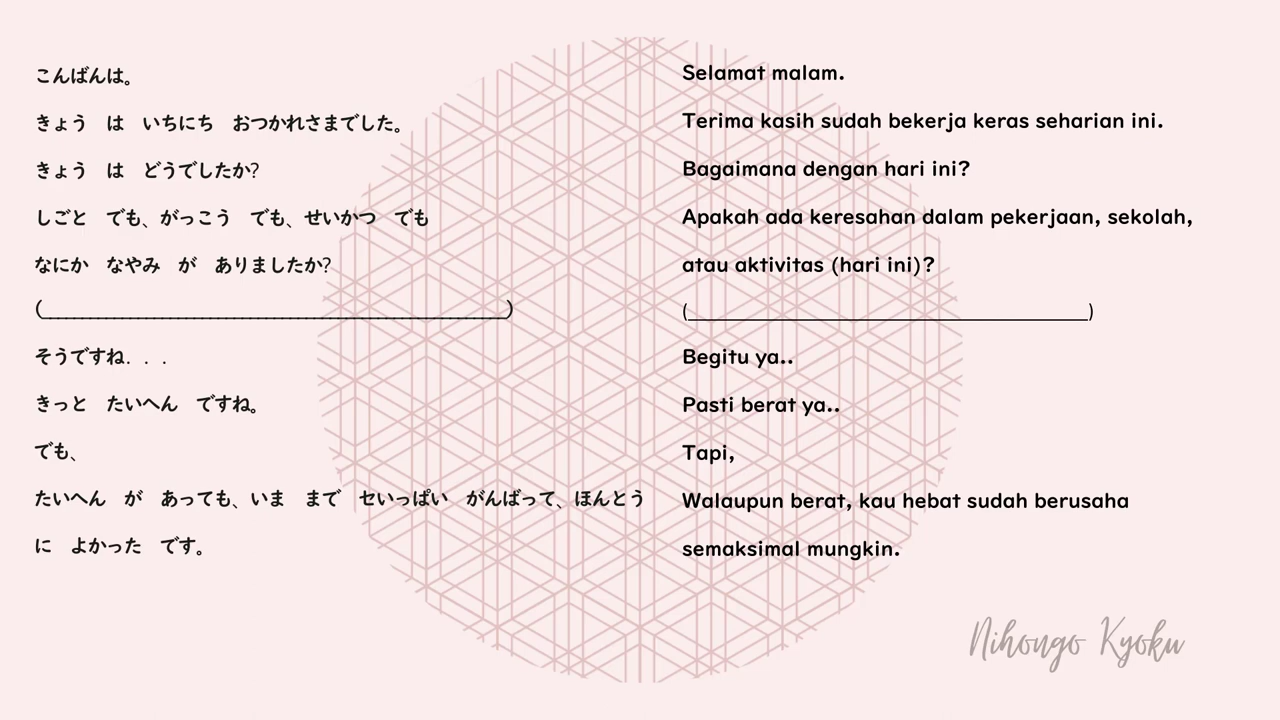 こんばんは。
きょう　は　いちにち　おつかれさまでした。
きょう　は　どうでしたか?
しごと　でも、がっこう　でも、せいかつ　でも
なにか　なやみ　が　ありましたか?
(______________________________________________)
そうですね. . .
きっと　たいへん　ですね。
でも、
たいへん　が　あっても、いま　まで　せいっぱい　がんばって、ほんとう
に　よかった　です。
Selamat malam.
Terima kasih sudah bekerja keras seharian ini.
Bagaimana dengan hari ini?
Apakah ada keresahan dalam pekerjaan, sekolah,
atau aktivitas (hari ini)?
(________________________________________)
Begitu ya..
Pasti berat ya..
Tapi,
Walaupun berat, kau hebat sudah berusaha
semaksimal mungkin.
Nihongo Kyoku